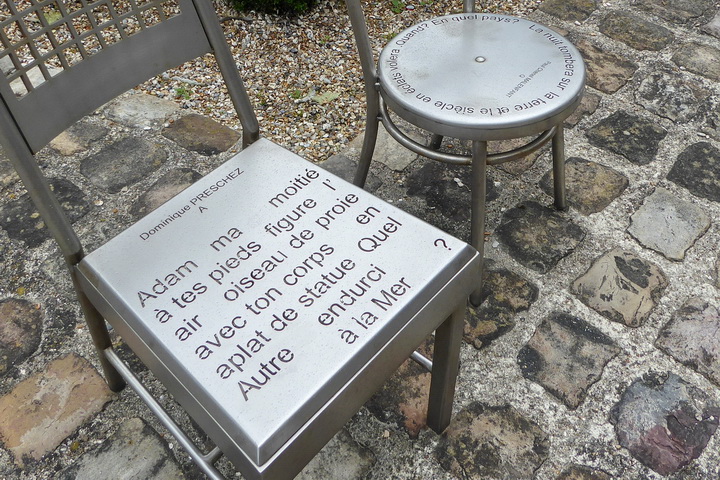 Dominique PRESCHEZ
A
Adam ma moitié
à tes pieds figure l'
air oiseau de proie
avec ton corps en
aplat de statue Quel
Autre endurci ?
à la Mer
La nuit tombera sur la terre et le siècle en éclats volera. Quand? En quel pays?
G